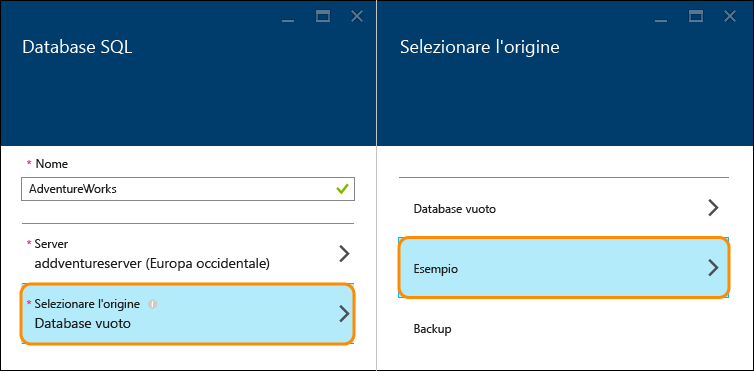 Database SQL
* Nome
AdventureWorks
* Server
addventureserver (Europa occidentale)
* Selezionare l'origine
Database vuoto
Selezionare l'origine
Database vuoto
Esempio
Backup